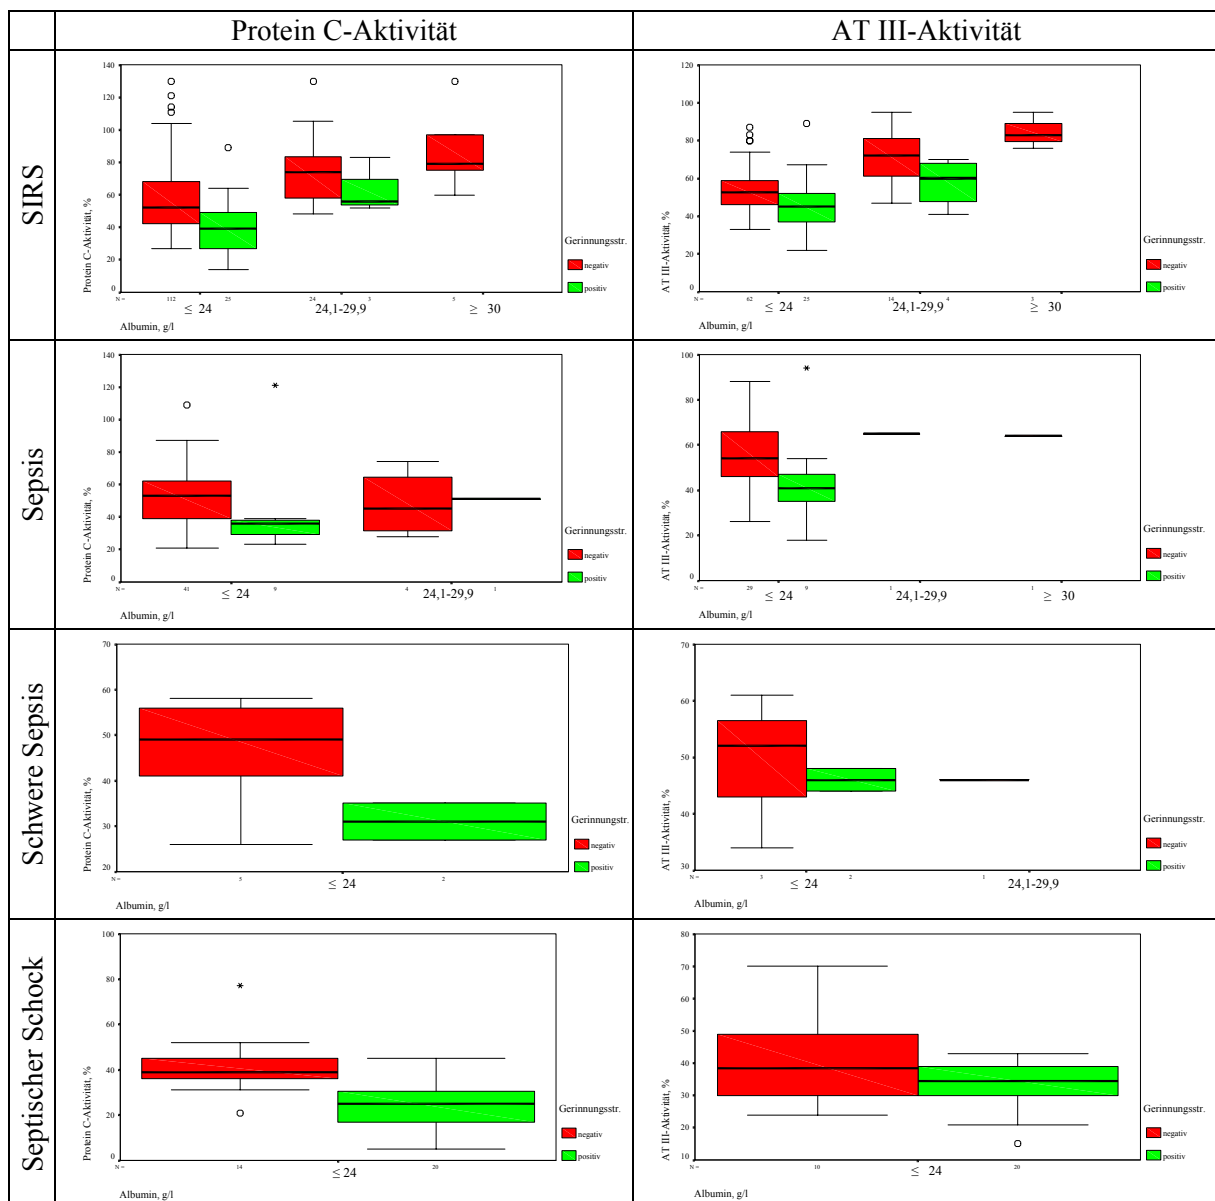 Protein C-Aktivität
AT III-Aktivität
SIRS
Protein C-Aktivität, %
140
120
100
80
60
40
20
0
N =
112
25
24
3
5
≤ 24
24,1-29,9
≥ 30
Albumin, g/l
Gerinnungsstr.
negativ
positiv
AT III-Aktivität, %
120
100
80
60
40
20
0
N =
62
25
14
4
3
≤ 24
24,1-29,9
≥ 30
Albumin, g/l
Gerinnungsstr.
negativ
positiv
Sepsis
Protein C-Aktivität, %
140
120
100
80
60
40
20
0
N =
41
9
4
1
≤ 24
24,1-29,9
Albumin, g/l
Gerinnungsstr.
negativ
positiv
AT III-Aktivität, %
100
80
60
40
20
0
N =
29
9
1
1
≤ 24
24,1-29,9
≥ 30
Albumin, g/l
Gerinnungsstr.
negativ
positiv
Schwere Sepsis
Protein C-Aktivität, %
70
60
50
40
30
20
N =
5
2
≤ 24
Albumin, g/l
Gerinnungsstr.
negativ
positiv
AT III-Aktivität, %
70
60
50
40
30
N =
3
2
1
≤ 24
24,1-29,9
Albumin, g/l
Gerinnungsstr.
negativ
positiv
Septischer Schock
Protein C-Aktivität, %
100
80
60
40
20
0
N =
14
20
≤ 24
Albumin, g/l
Gerinnungsstr.
negativ
positiv
AT III-Aktivität, %
80
70
60
50
40
30
20
10
N =
10
20
≤ 24
Albumin, g/l
Gerinnungsstr.
negativ
positiv